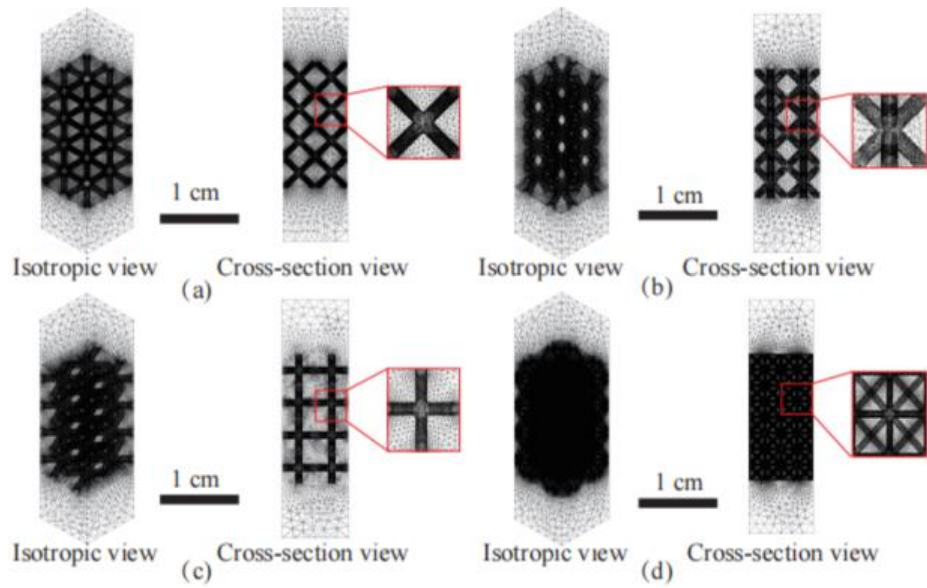 1 cm
1 cm
Isotropic view
Cross-section view
Isotropic view
Cross-section view
(a)
(b)
1 cm
1 cm
Isotropic view
Cross-section view
Isotropic view
Cross-section view
(c)
(d)